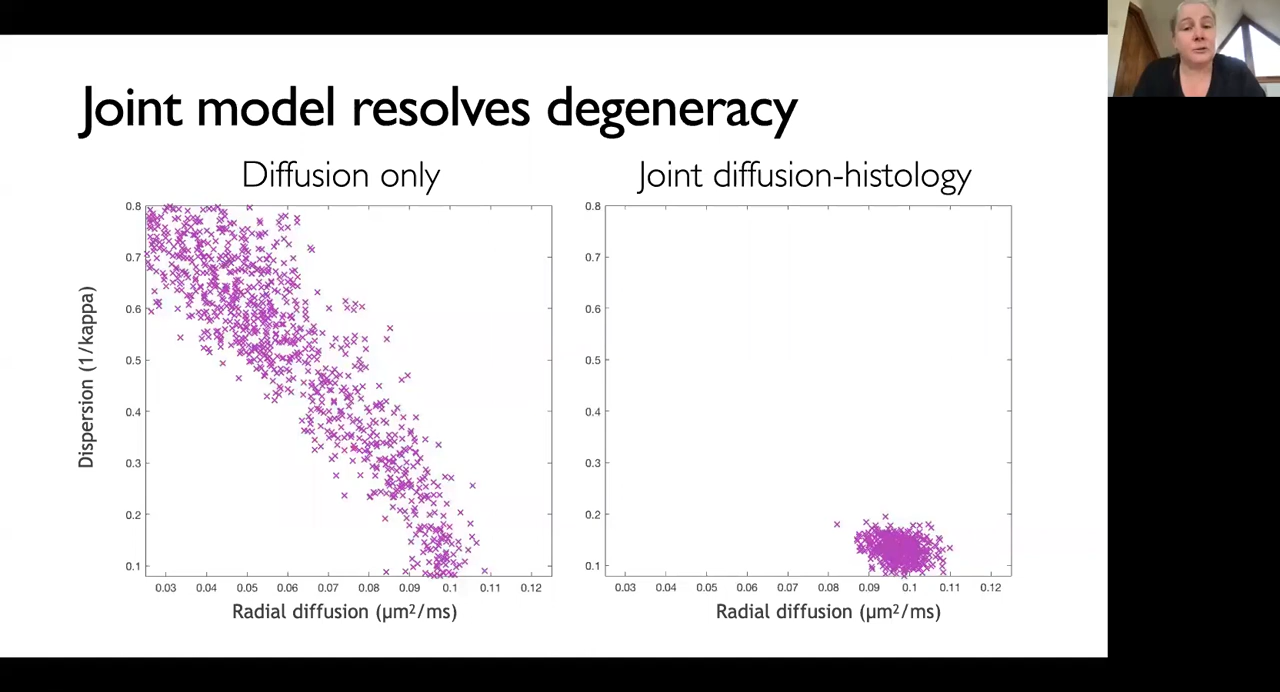 Joint model resolves degeneracy
Diffusion only
Joint diffusion-histology
Dispersion (1/kappa)
0.8
0.7
0.6
0.5
0.4
0.3
0.2
0.1
0.03 0.04 0.05 0.06 0.07 0.08 0.09 0.1 0.11 0.12
Radial diffusion (µm²/ms)
0.8
0.7
0.6
0.5
0.4
0.3
0.2
0.1
0.03 0.04 0.05 0.06 0.07 0.08 0.09 0.1 0.11 0.12
Radial diffusion (µm²/ms)